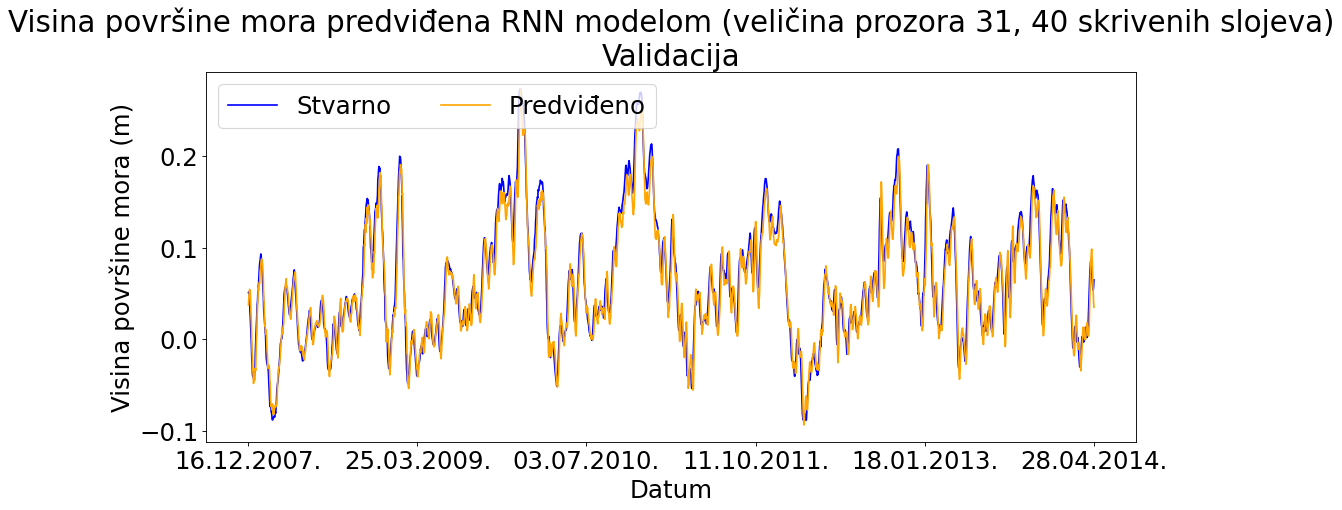 Visina površine mora predviđena RNN modelom (veličina prozora 31, 40 skrivenih slojeva)
Validacija
Stvarno
Predviđeno
Visina površine mora (m)
0.2
0.1
0.0
−0.1
16.12.2007.
25.03.2009.
03.07.2010.
11.10.2011.
18.01.2013.
28.04.2014.
Datum